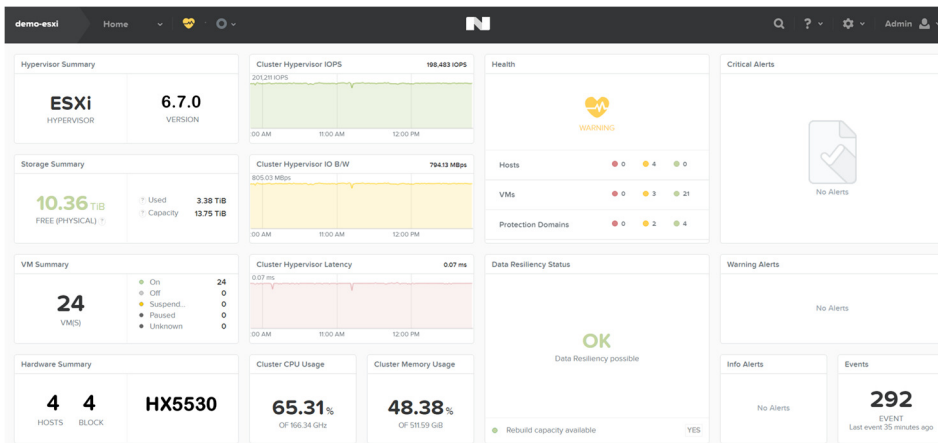 demo-esxi Home Admin
Hypervisor Summary
ESXi
HYPERVISOR
6.7.0
VERSION
Storage Summary
10.36 TiB
FREE (PHYSICAL) ?
? Used 3.38 TiB
? Capacity 13.75 TiB
VM Summary
24
VM(S)
On 24
Off 0
Suspend... 0
Paused 0
Unknown 0
Hardware Summary
4
HOSTS
4
BLOCK
HX5530
Cluster Hypervisor IOPS 198,483 IOPS
201,211 IOPS
00 AM 11:00 AM 12:00 PM
Cluster Hypervisor IO B/W 794.13 MBps
805.03 MBps
00 AM 11:00 AM 12:00 PM
Cluster Hypervisor Latency 0.07 ms
0.07 ms
00 AM 11:00 AM 12:00 PM
Cluster CPU Usage
65.31%
OF 166.34 GHz
Cluster Memory Usage
48.38%
OF 511.59 GiB
Health
WARNING
Hosts 0 4 0
VMs 0 3 21
Protection Domains 0 2 4
Data Resiliency Status
OK
Data Resiliency possible
Rebuild capacity available YES
Critical Alerts
No Alerts
Warning Alerts
No Alerts
Info Alerts
No Alerts
Events
292
EVENT
Last event 35 minutes ago